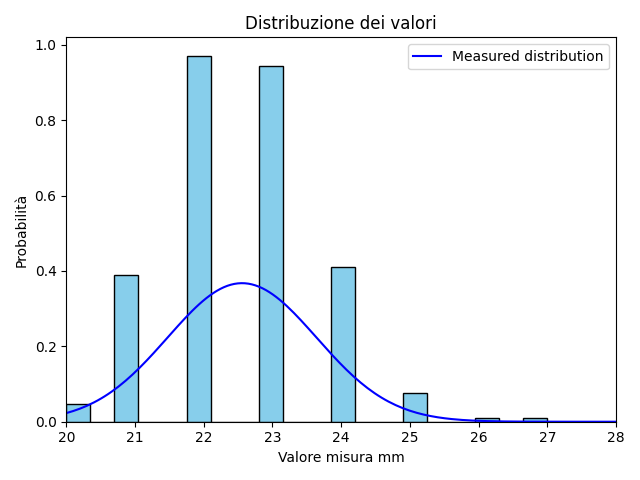 Distribuzione dei valori
Measured distribution
Probabilità
1.0
0.8
0.6
0.4
0.2
0.0
20 21 22 23 24 25 26 27 28
Valore misura mm